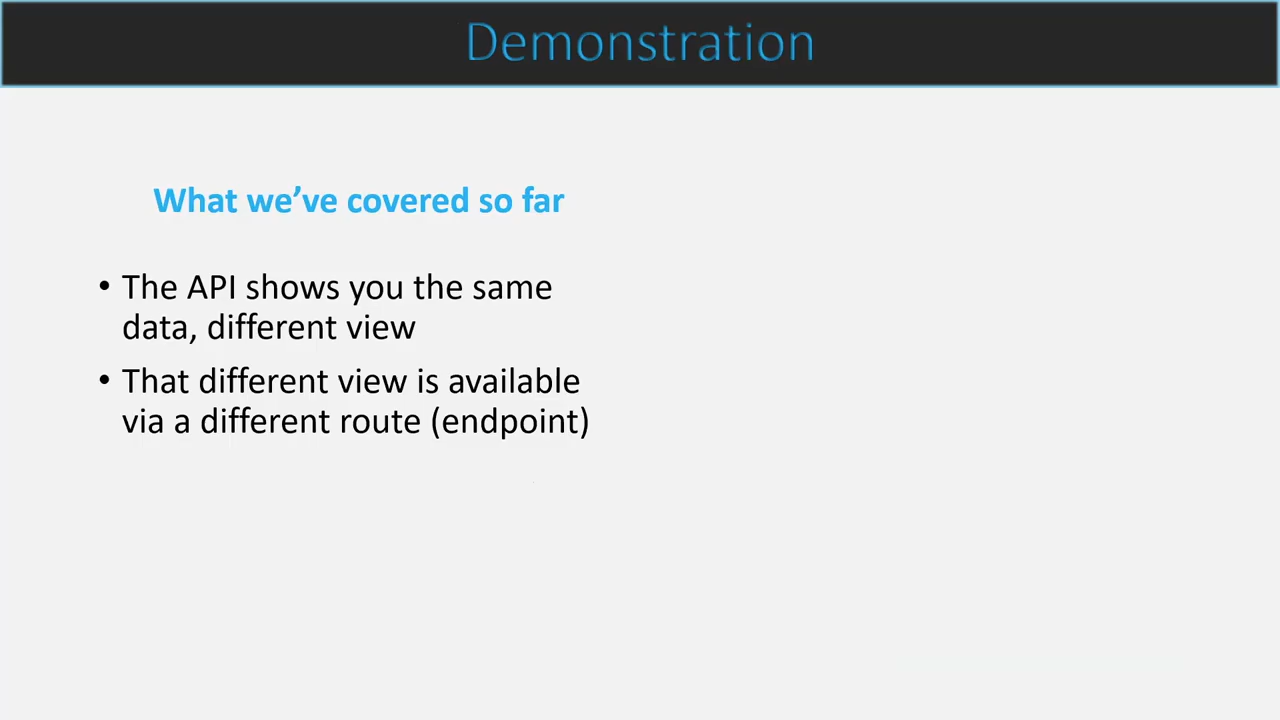 Demonstration
What we’ve covered so far
• The API shows you the same
data, different view
• That different view is available
via a different route (endpoint)